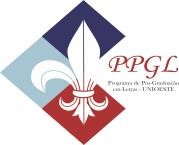 PPGL
Programa de Pós-Graduação
em Letras - UNIOESTE